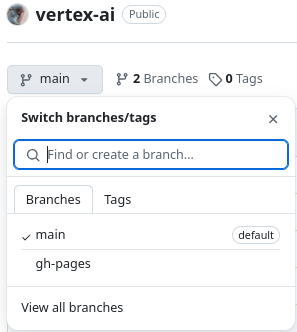 vertex-ai Public
main 2 Branches 0 Tags
Switch branches/tags
Find or create a branch...
Branches Tags
main default
gh-pages
View all branches